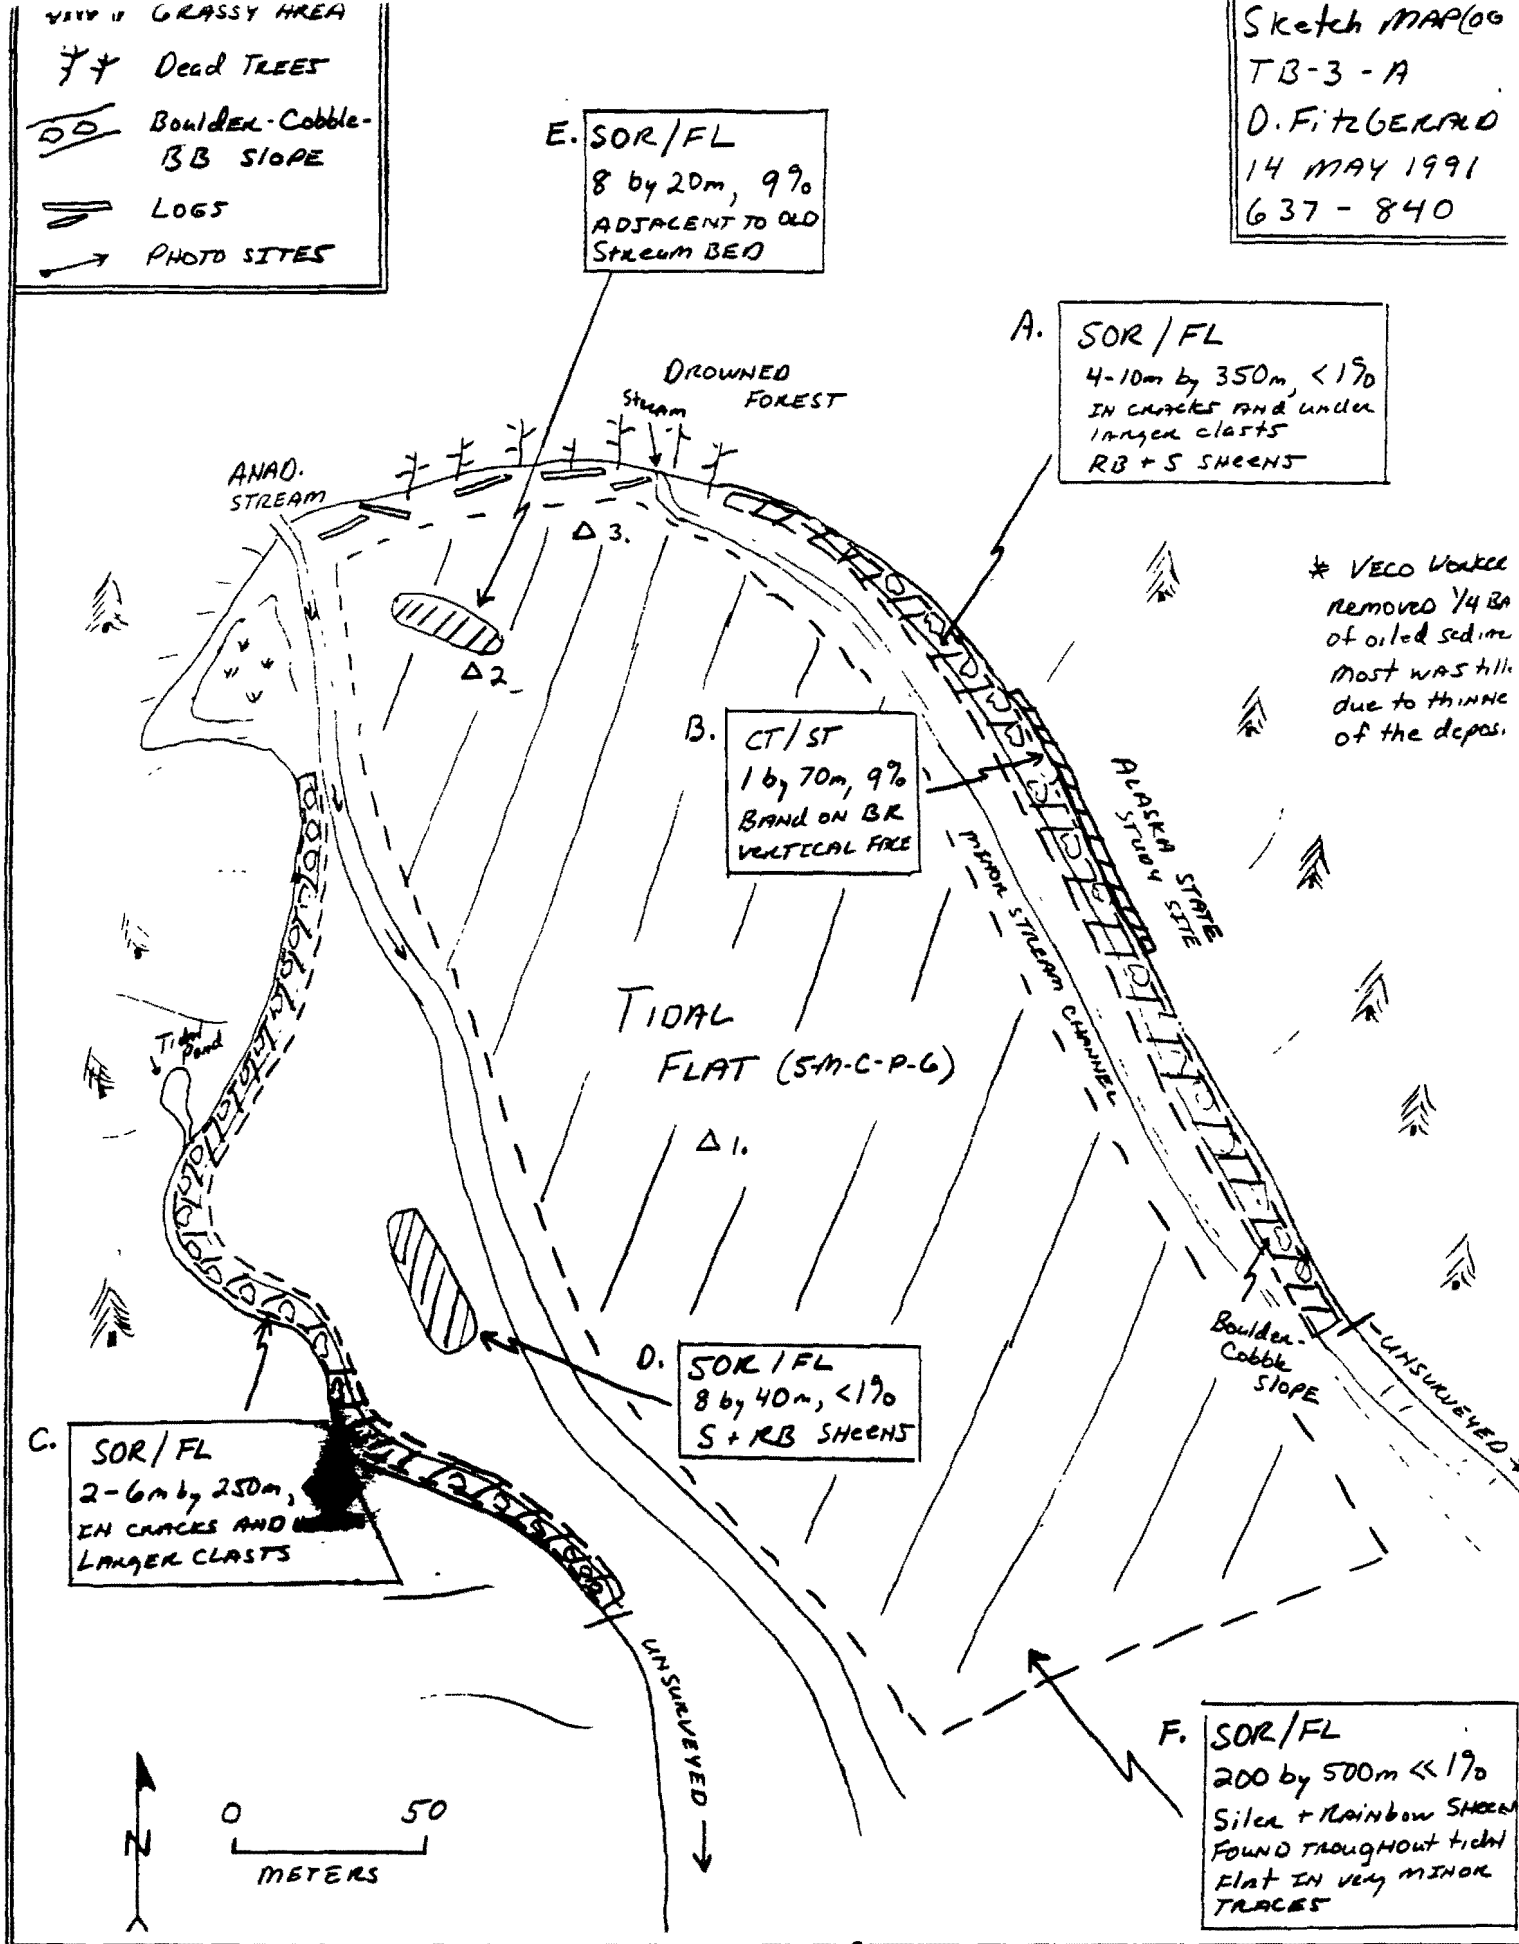 GRASSY AREA
Dead TREES
Boulder-Cobble-
BB SLOPE
LOGS
PHOTO SITES
Sketch MAP
TB-3-A
D. FitzGERALD
14 MAY 1991
637-840
E. SOR/FL
8 by 20m, 9%
ADJACENT TO OLD
Stream BED
A. SOR/FL
4-10m by 350m, <1%
IN CRACKS AND under
larger clasts
RB + S SHEENS
DROWNED
FOREST
Stream
ANAD.
STREAM
Δ 3.
Δ 2.
* VECO Worker
removed 1/4
of oiled
most was
due to
of the
B. CT/ST
1 by 70m, 9%
BAND ON BR
VERTICAL FACE
ALASKA STATE
STUDY SITE
MINOR STREAM CHANNEL
TIDAL
FLAT (S-M-C-P-G)
Δ 1.
Tidal
Pond
Boulder-
Cobble
SLOPE
UNSURVEYED
D. SOR/FL
8 by 40m, <1%
S + RB SHEENS
C. SOR/FL
2-6m by 250m,
IN CRACKS AND
LARGER CLASTS
UNSURVEYED
F. SOR/FL
200 by 500m <<1%
Siler + RAINbow SHEEN
FOUND TROUGHOUT tidal
Flat IN very MINOR
TRACES
N
0 50
METERS